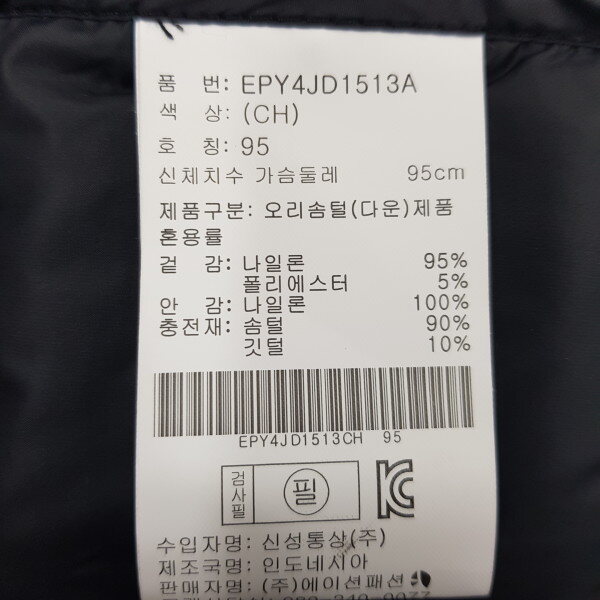 품 번: EPY4JD1513A
색 상: (CH)
호 칭: 95
신체치수 가슴둘레 95cm
제품구분: 오리솜털(다운)제품
혼용률
겉 감: 나일론 95%
폴리에스터 5%
안 감: 나일론 100%
충전재: 솜털 90%
깃털 10%
EPY4JD1513CH 95
검사필 필 KC
수입자명: 신성통상(주)
제조국명: 인도네시아
판매자명: (주)에이션패션